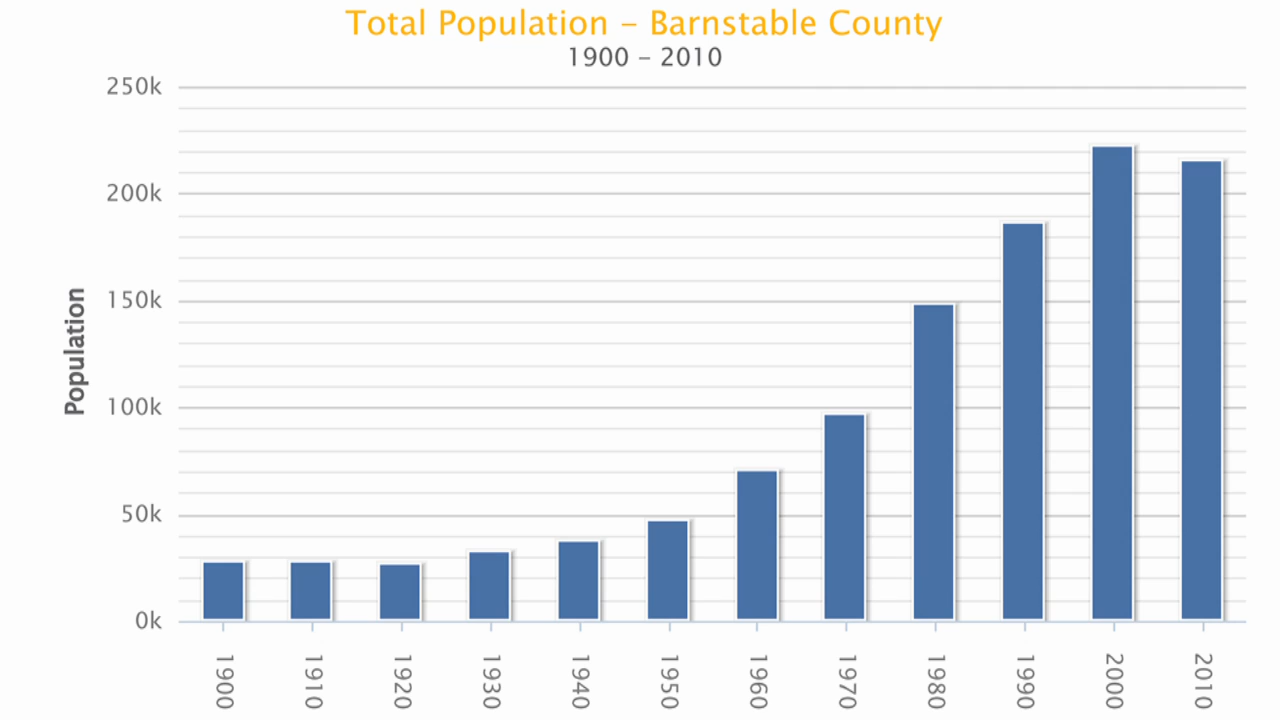 Total Population – Barnstable County
1900 – 2010
250k
200k
150k
100k
50k
0k
Population
1900
1910
1920
1930
1940
1950
1960
1970
1980
1990
2000
2010